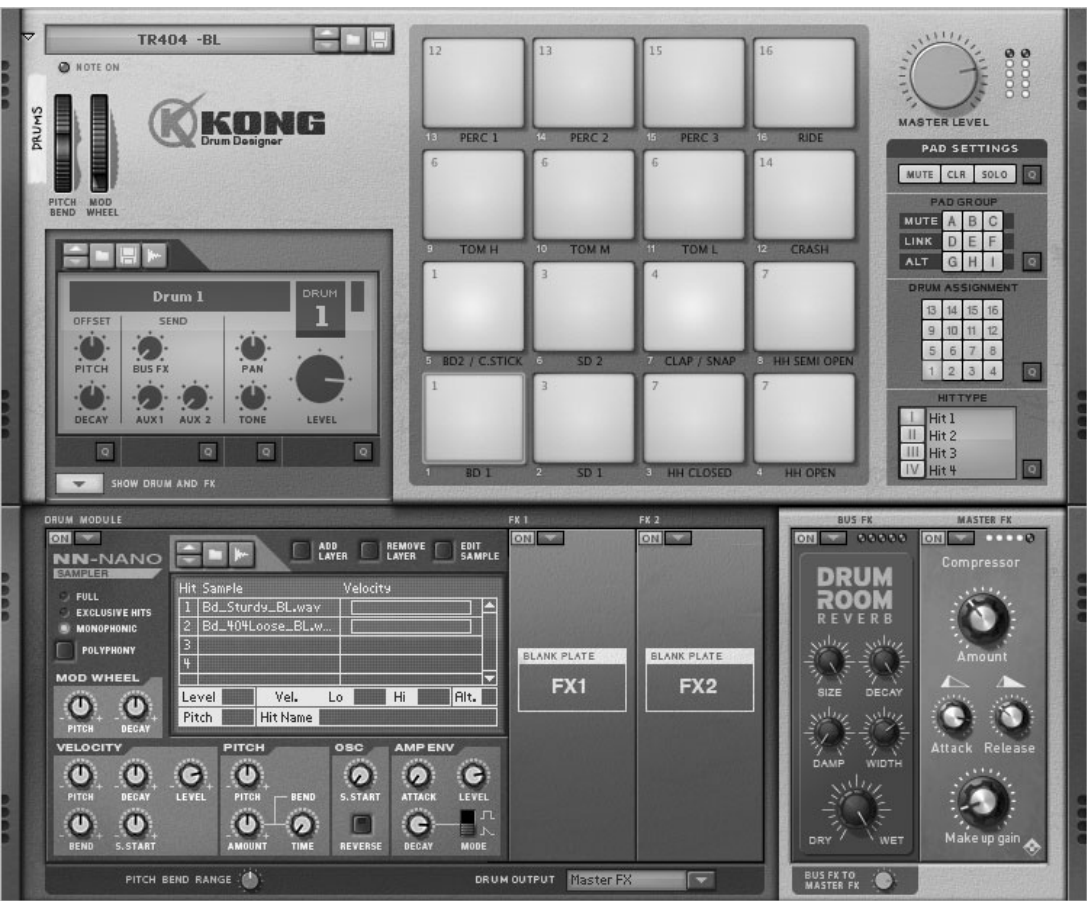 TR404 -BL
NOTE ON
DRUMS
KONG
Drum Designer
PITCH BEND
MOD WHEEL
Drum 1
DRUM
1
OFFSET
SEND
PITCH
BUS FX
PAN
DECAY
AUX 1
AUX 2
TONE
LEVEL
Q Q Q Q
SHOW DRUM AND FX
12 13 15 16
13 PERC 1
14 PERC 2
15 PERC 3
16 RIDE
6 6 6 14
9 TOM H
10 TOM M
11 TOM L
12 CRASH
1 3 4 7
5 BD2 / C.STICK
6 SD 2
7 CLAP / SNAP
8 HH SEMI OPEN
1 3 7 7
1 BD 1
2 SD 1
3 HH CLOSED
4 HH OPEN
MASTER LEVEL
PAD SETTINGS
MUTE CLR SOLO Q
PAD GROUP
MUTE A B C
LINK D E F
ALT G H I Q
DRUM ASSIGNMENT
13 14 15 16
9 10 11 12
5 6 7 8
1 2 3 4 Q
HIT TYPE
I Hit 1
II Hit 2
III Hit 3
IV Hit 4 Q
DRUM MODULE
FX 1
FX 2
BUS FX
MASTER FX
ON
ON
ON
ON
ON
NN-NANO
SAMPLER
FULL
EXCLUSIVE HITS
MONOPHONIC
POLYPHONY
ADD LAYER
REMOVE LAYER
EDIT SAMPLE
Hit Sample Velocity
1 Bd_Sturdy_BL.wav
2 Bd_404Loose_BL.w...
3
4
Level Vel. Lo Hi Alt.
Pitch Hit Name
MOD WHEEL
PITCH DECAY
VELOCITY
PITCH DECAY LEVEL
BEND S.START
PITCH
PITCH BEND
AMOUNT TIME
OSC
S.START
REVERSE
AMP ENV
ATTACK LEVEL
DECAY MODE
BLANK PLATE
FX1
BLANK PLATE
FX2
DRUM
ROOM
REVERB
SIZE DECAY
DAMP WIDTH
DRY WET
Compressor
Amount
Attack Release
Make up gain
PITCH BEND RANGE
DRUM OUTPUT Master FX
BUS FX TO
MASTER FX